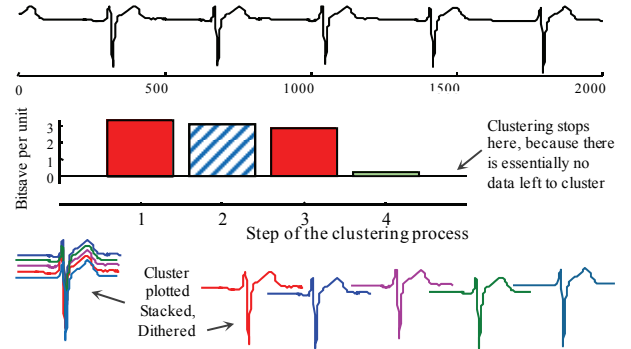 0 500 1000 1500 2000
Bitsave per unit
3
2
1
0
Clustering stops
here, because there
is essentially no
data left to cluster
1 2 3 4
Step of the clustering process
Cluster
plotted
Stacked,
Dithered